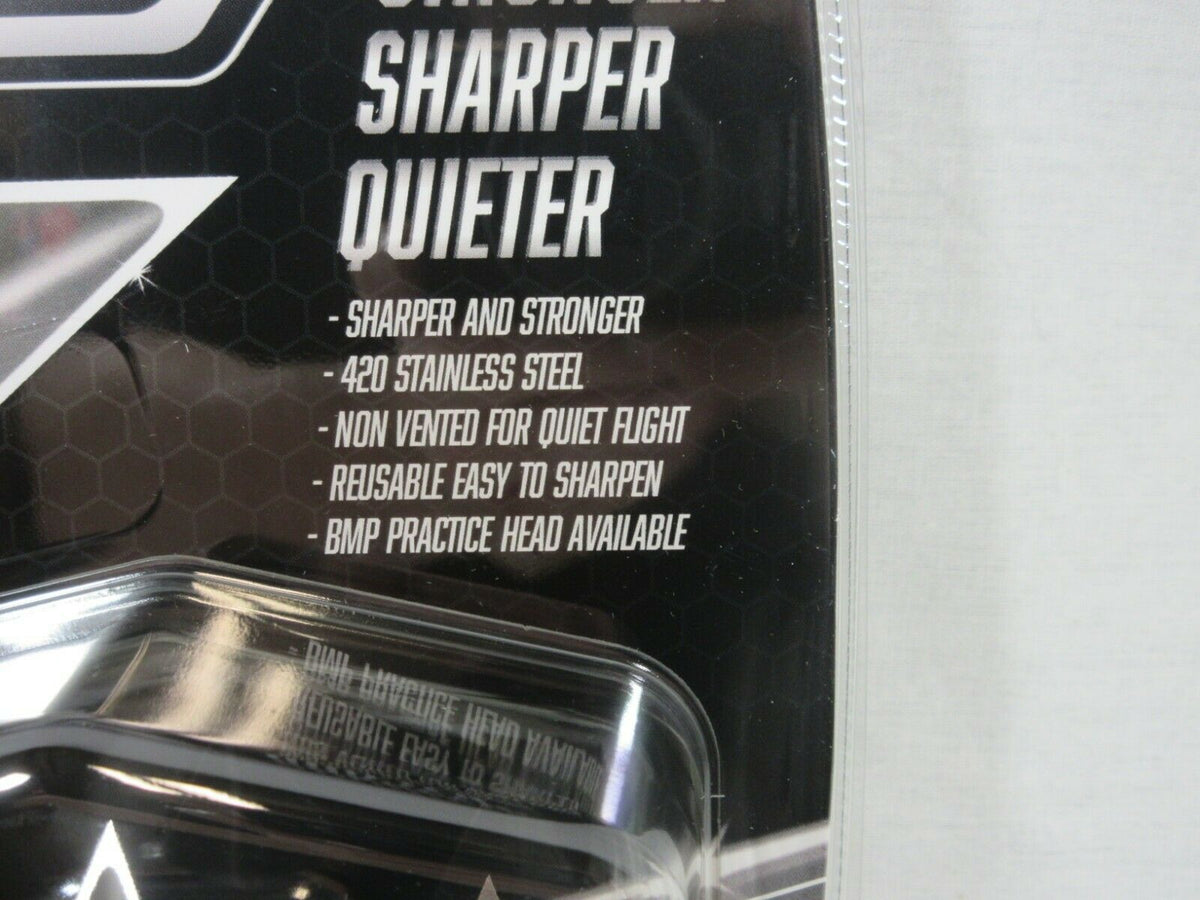 STRONGER
SHARPER
QUIETER
- SHARPER AND STRONGER
- 420 STAINLESS STEEL
- NON VENTED FOR QUIET FLIGHT
- REUSABLE EASY TO SHARPEN
- BMP PRACTICE HEAD AVAILABLE